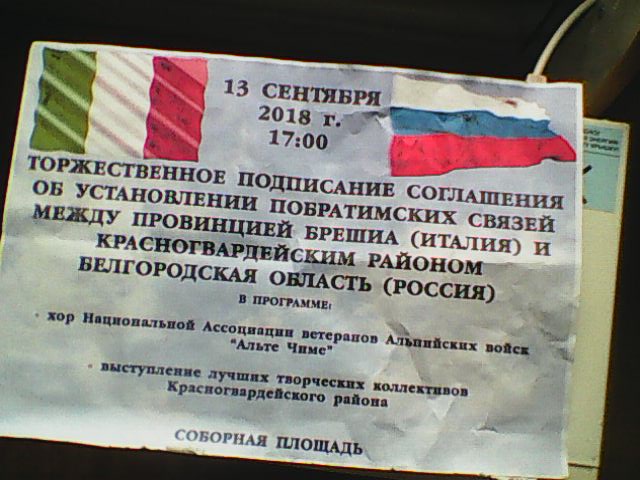 13 СЕНТЯБРЯ
2018 г.
17:00
ТОРЖЕСТВЕННОЕ ПОДПИСАНИЕ СОГЛАШЕНИЯ
ОБ УСТАНОВЛЕНИИ ПОБРАТИМСКИХ СВЯЗЕЙ
МЕЖДУ ПРОВИНЦИЕЙ БРЕШИА (ИТАЛИЯ) И
КРАСНОГВАРДЕЙСКИМ РАЙОНОМ
БЕЛГОРОДСКАЯ ОБЛАСТЬ (РОССИЯ)
В ПРОГРАММЕ:
· хор Национальной Ассоциации ветеранов Альпийских войск
"Альте Чиме"
· выступление лучших творческих коллективов
Красногвардейского района
СОБОРНАЯ ПЛОЩАДЬ